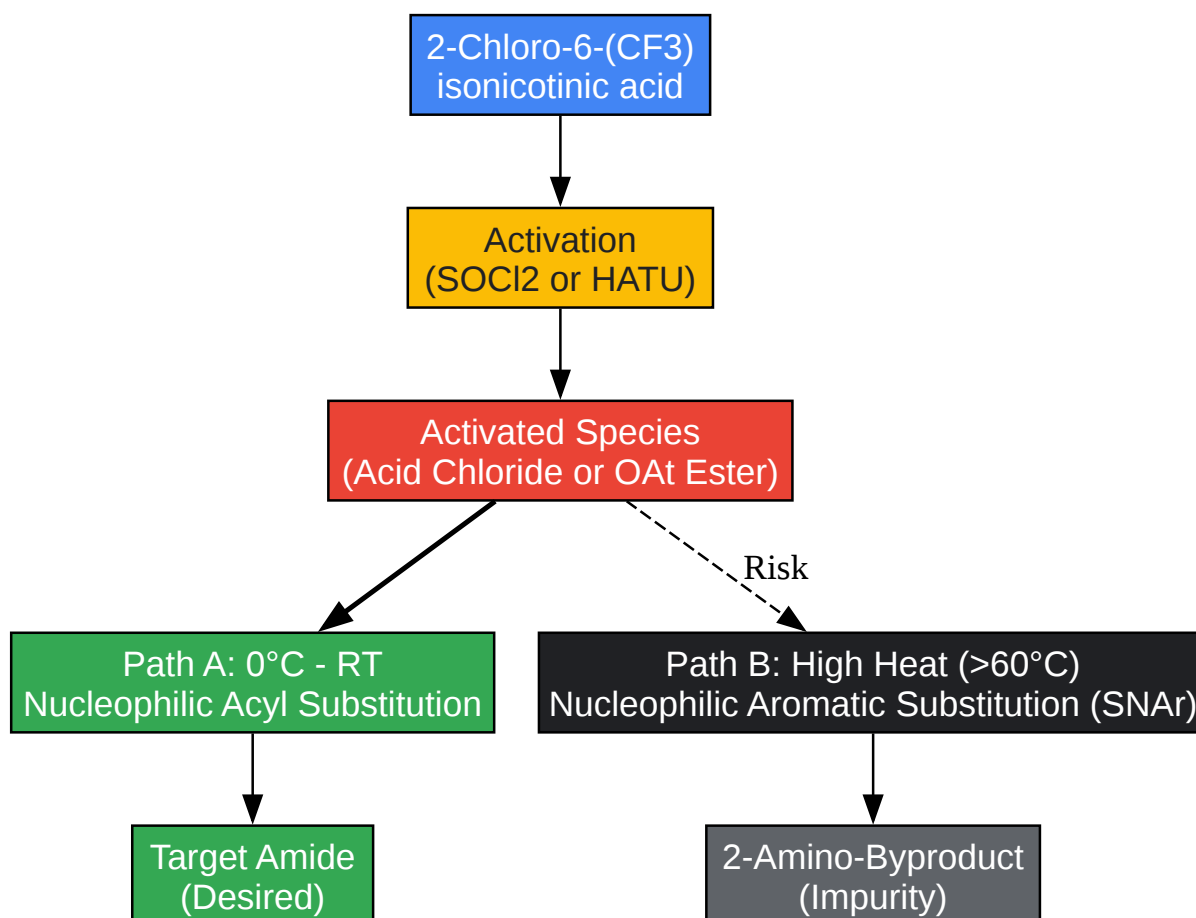 2-Chloro-6-(CF3)
isonicotinic acid
Activation
(SOCl2 or HATU)
Activated Species
(Acid Chloride or OAt Ester)
Risk
Path A: 0°C - RT
Nucleophilic Acyl Substitution
Path B: High Heat (>60°C)
Nucleophilic Aromatic Substitution (SNAr)
Target Amide
(Desired)
2-Amino-Byproduct
(Impurity)